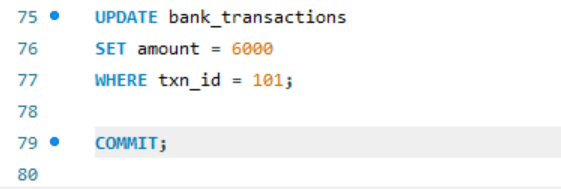 75 UPDATE bank_transactions
76 SET amount = 6000
77 WHERE txn_id = 101;
78
79 COMMIT;
80